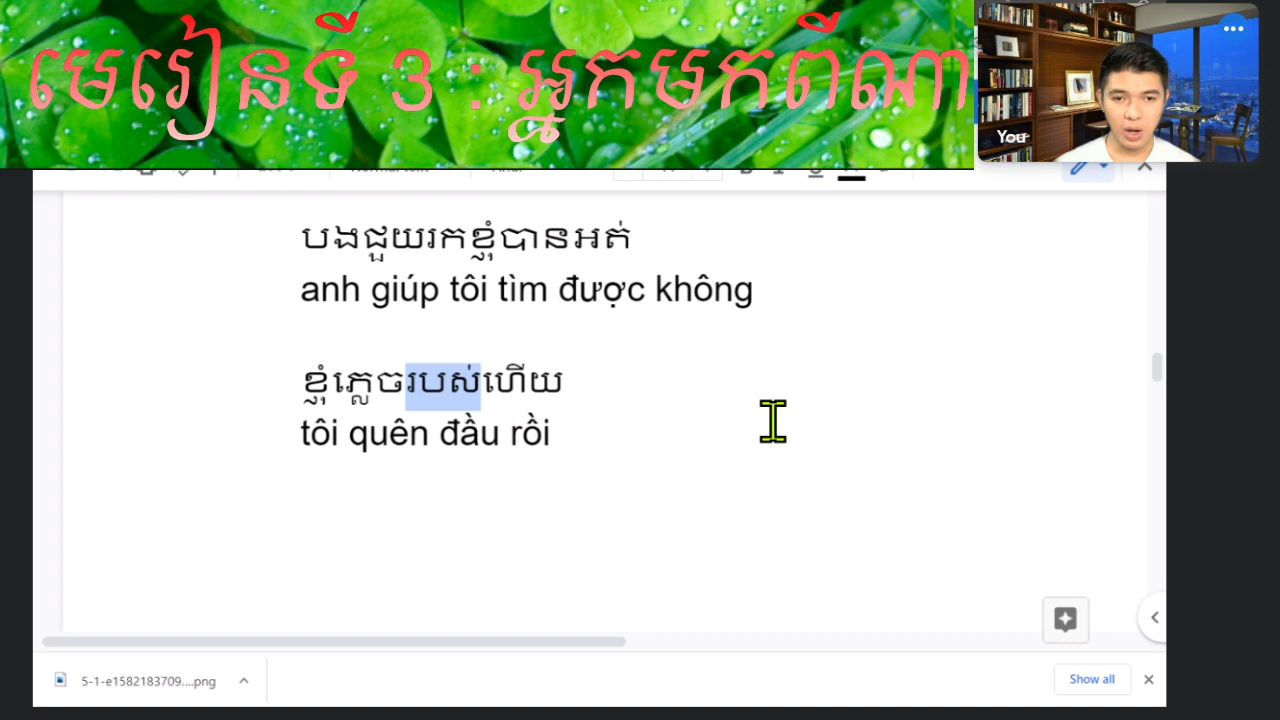 មេរៀនទី 3 : អ្នកមកពីណា
You
បងជួយរកខ្ញុំបានអត់
anh giúp tôi tìm được không
ខ្ញុំភ្លេចរបស់ហើយ
tôi quên đầu rồi
5-1-e1582183709....png
Show all